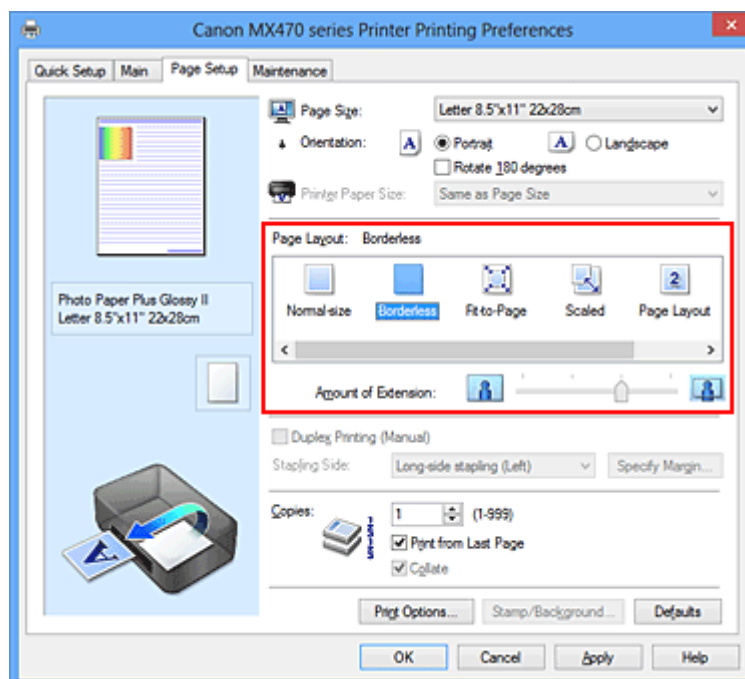 Canon MX470 series Printer Printing Preferences
Quick Setup Main Page Setup Maintenance
Page Size: Letter 8.5"x11" 22x28cm
Orientation: A Portrait A Landscape
Rotate 180 degrees
Printer Paper Size: Same as Page Size
Page Layout: Borderless
Normal-size Borderless Fit-to-Page Scaled Page Layout
Amount of Extension:
Photo Paper Plus Glossy II
Letter 8.5"x11" 22x28cm
Duplex Printing (Manual)
Stapling Side: Long-side stapling (Left) Specify Margin...
Copies: 1 (1-999)
Print from Last Page
Collate
Print Options... Stamp/Background... Defaults
OK Cancel Apply Help